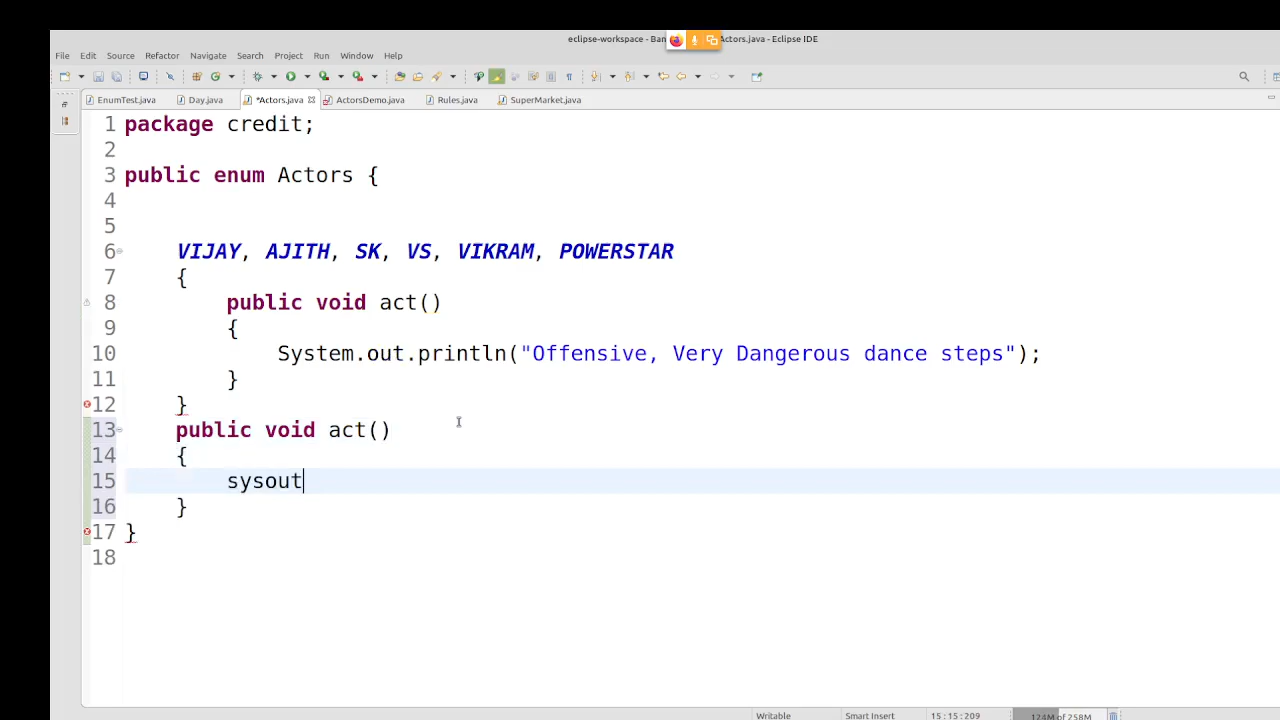 eclipse-workspace - Ban Actors.java - Eclipse IDE
File Edit Source Refactor Navigate Search Project Run Window Help
EnumTest.java Day.java *Actors.java ActorsDemo.java Rules.java SuperMarket.java
1 package credit;
2
3 public enum Actors {
4
5
6 VIJAY, AJITH, SK, VS, VIKRAM, POWERSTAR
7 {
8 public void act()
9 {
10 System.out.println("Offensive, Very Dangerous dance steps");
11 }
12 }
13 public void act()
14 {
15 sysout
16 }
17 }
18
Writable Smart Insert 15 : 15 : 209 124M of 258M